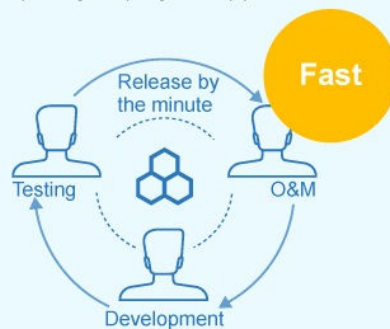 Fast
Release by
the minute
Testing
O&M
Development